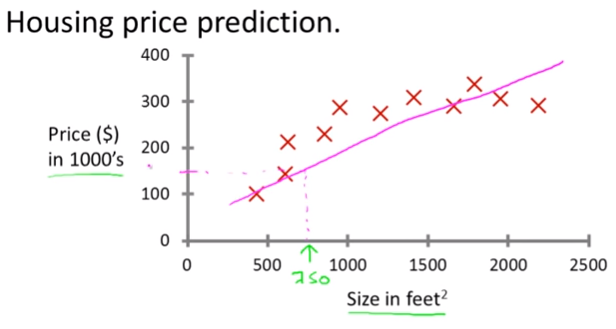 Housing price prediction.
400
300
Price ($)
200
in 1000's
100
0
0 500 1000 1500 2000 2500
750
Size in feet²